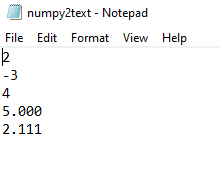 numpy2text - Notepad
File Edit Format View Help
2
-3
4
5.000
2.111